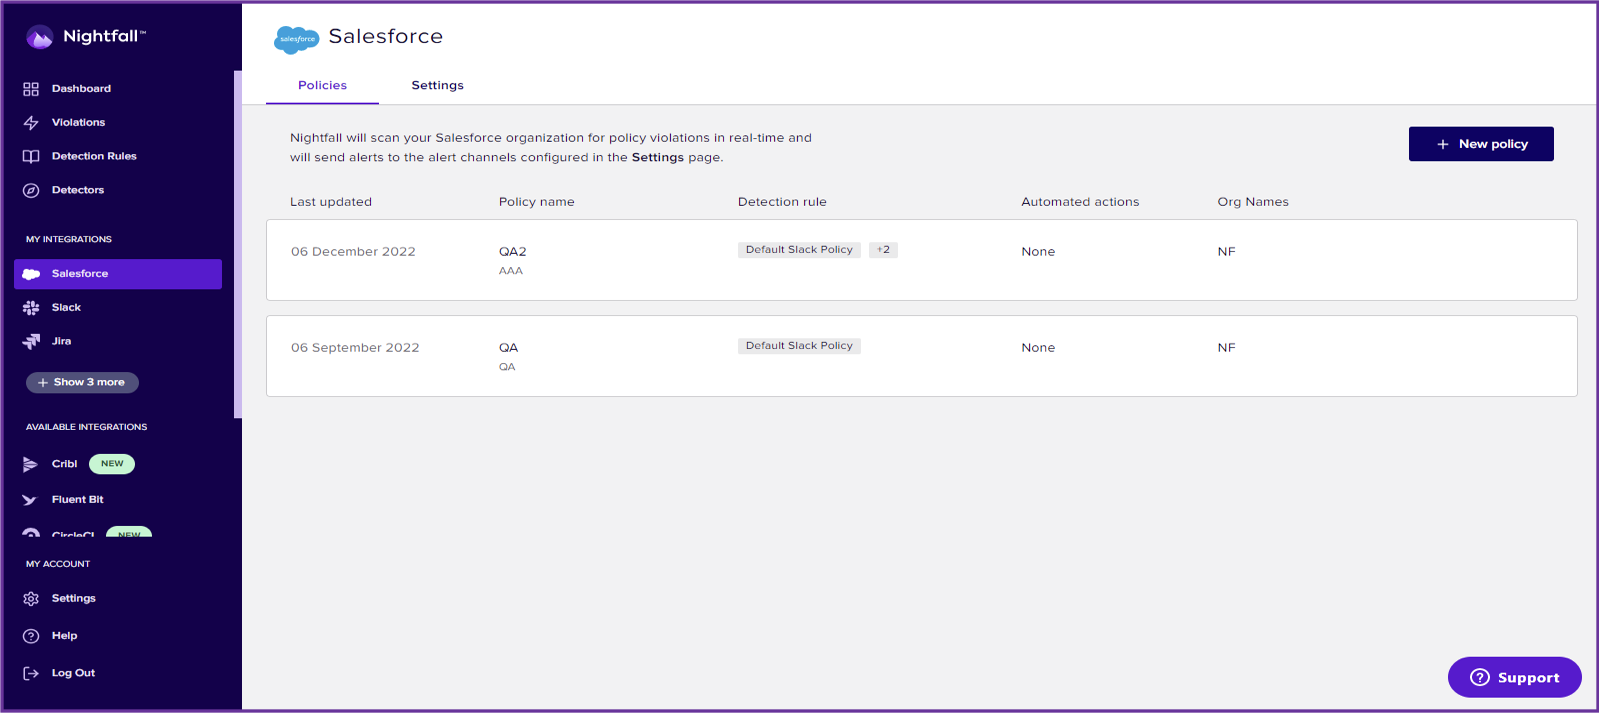 Nightfall™
Dashboard
Violations
Detection Rules
Detectors
MY INTEGRATIONS
Salesforce
Slack
Jira
+ Show 3 more
AVAILABLE INTEGRATIONS
Cribl NEW
Fluent Bit
CircleCI NEW
MY ACCOUNT
Settings
Help
Log Out
salesforce Salesforce
Policies Settings
Nightfall will scan your Salesforce organization for policy violations in real-time and
will send alerts to the alert channels configured in the Settings page.
+ New policy
Last updated Policy name Detection rule Automated actions Org Names
06 December 2022 QA2 Default Slack Policy +2 None NF
AAA
06 September 2022 QA Default Slack Policy None NF
QA
? Support